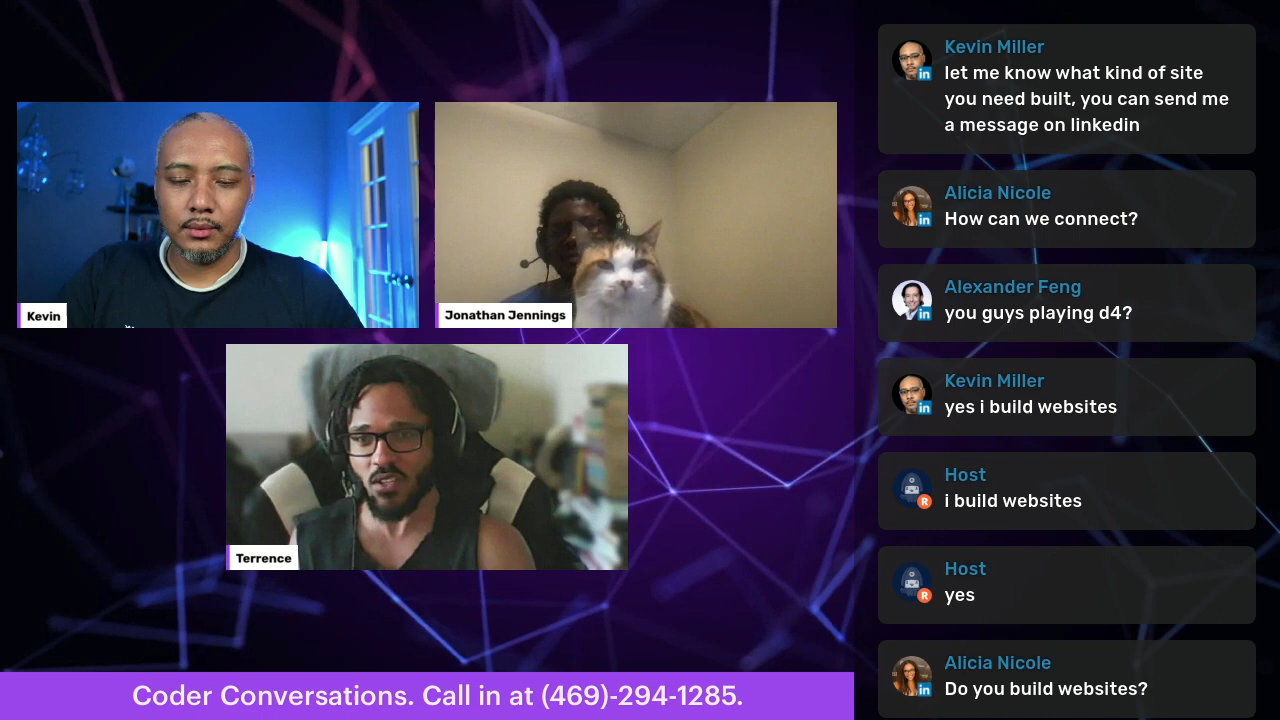 Kevin
Jonathan Jennings
Terrence
Coder Conversations. Call in at (469)-294-1285.
Kevin Miller
let me know what kind of site
you need built, you can send me
a message on linkedin
Alicia Nicole
How can we connect?
Alexander Feng
you guys playing d4?
Kevin Miller
yes i build websites
Host
i build websites
Host
yes
Alicia Nicole
Do you build websites?